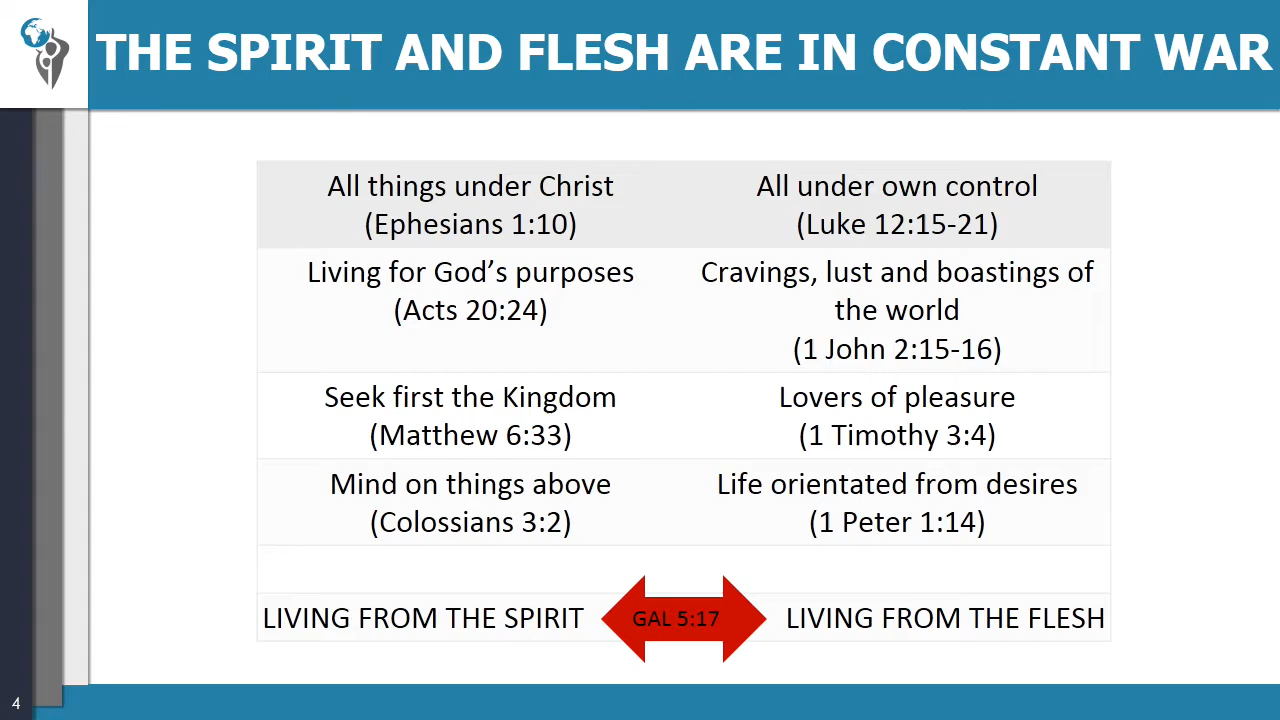 THE SPIRIT AND FLESH ARE IN CONSTANT WAR
All things under Christ
(Ephesians 1:10)
All under own control
(Luke 12:15-21)
Living for God's purposes
(Acts 20:24)
Cravings, lust and boastings of
the world
(1 John 2:15-16)
Seek first the Kingdom
(Matthew 6:33)
Lovers of pleasure
(1 Timothy 3:4)
Mind on things above
(Colossians 3:2)
Life orientated from desires
(1 Peter 1:14)
LIVING FROM THE SPIRIT
GAL 5:17
LIVING FROM THE FLESH
4